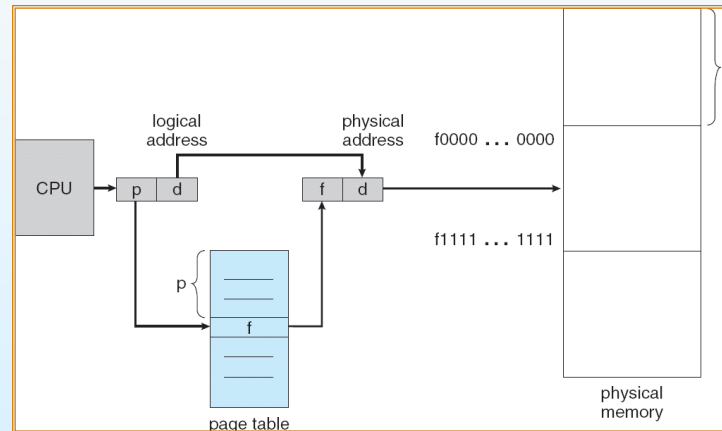 logical
address
physical
address
f0000 ... 0000
CPU
p
d
f
d
f1111 ... 1111
p
f
page table
physical
memory